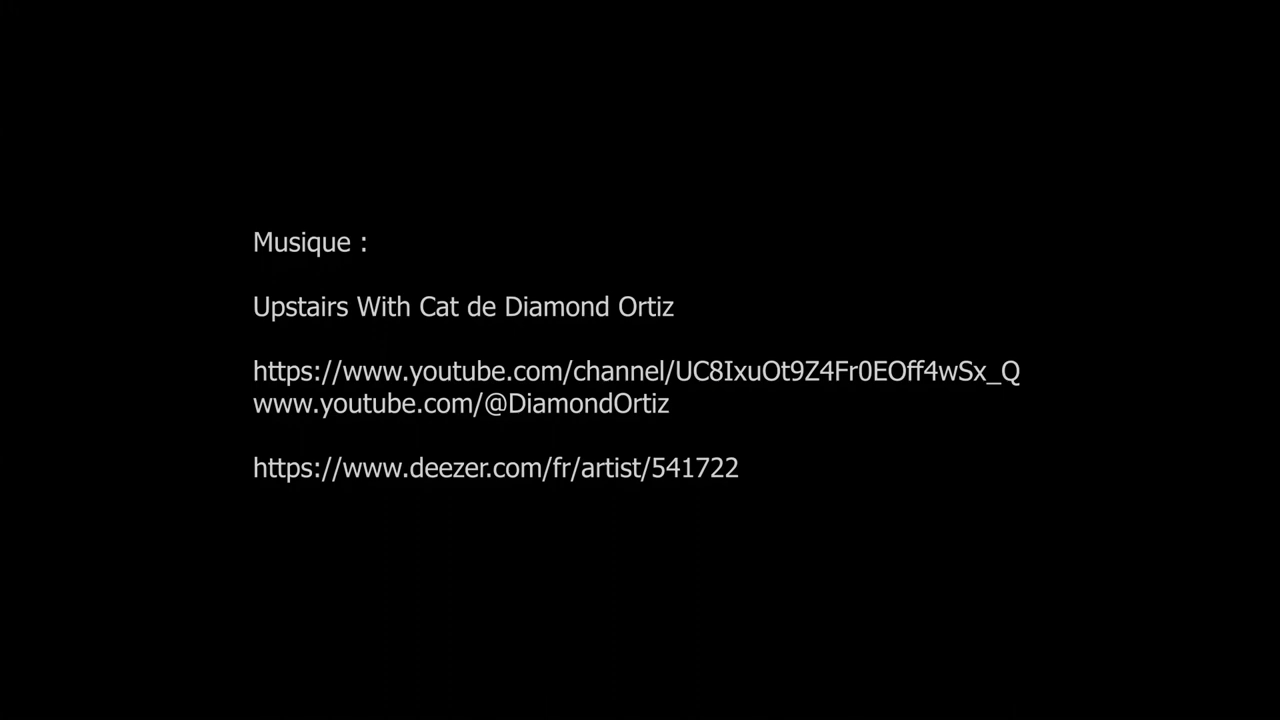 Musique :
Upstairs With Cat de Diamond Ortiz
https://www.youtube.com/channel/UC8IxuOt9Z4Fr0EOff4wSx_Q
www.youtube.com/@DiamondOrtiz
https://www.deezer.com/fr/artist/541722